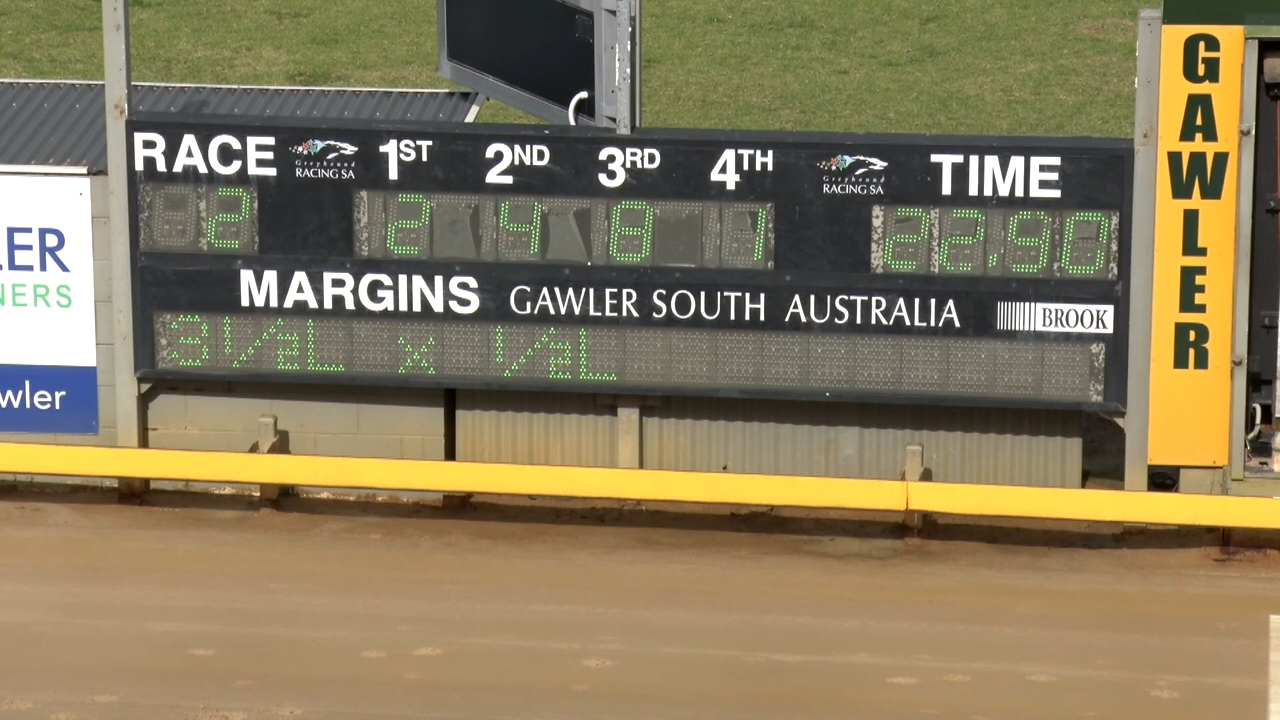 RACE Greyhound RACING SA 1ST 2ND 3RD 4TH Greyhound RACING SA TIME
2 2 4 8 1 22.90
MARGINS GAWLER SOUTH AUSTRALIA BROOK
3 1/2L X 1/2L
GAWLER
LER
NERS
wler